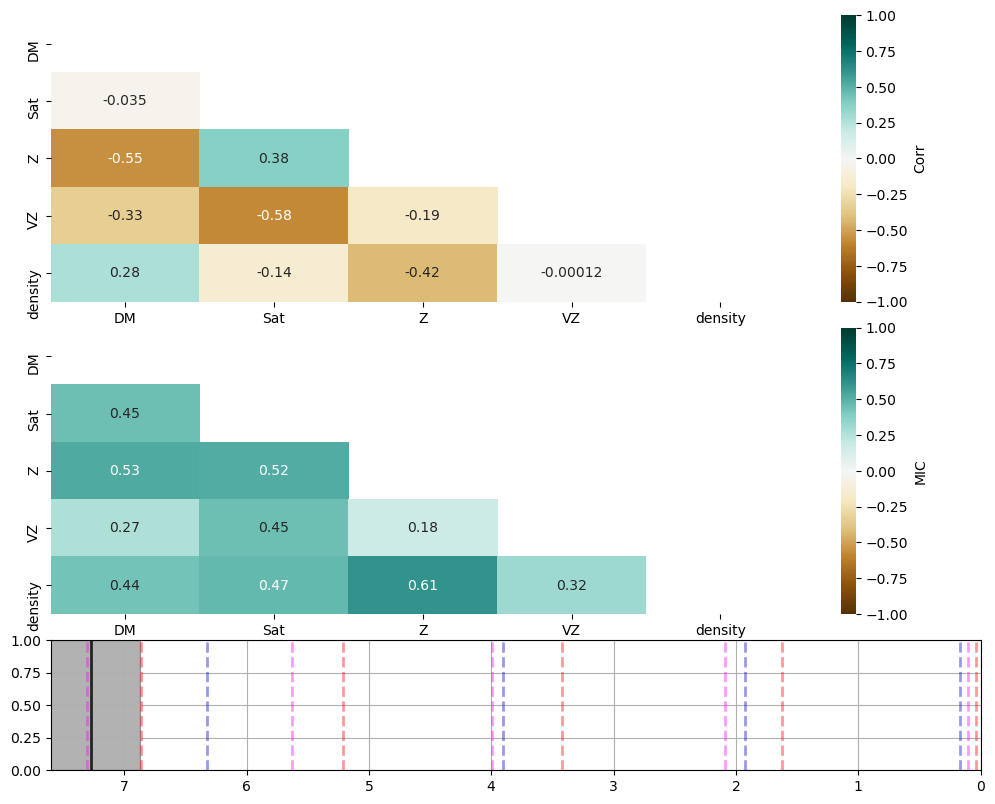 DM
Sat
Z
VZ
density
-0.035
-0.55 0.38
-0.33 -0.58 -0.19
0.28 -0.14 -0.42 -0.00012
DM Sat Z VZ density
1.00
0.75
0.50
0.25
0.00
−0.25
−0.50
−0.75
−1.00
Corr
DM
Sat
Z
VZ
density
0.45
0.53 0.52
0.27 0.45 0.18
0.44 0.47 0.61 0.32
DM Sat Z VZ density
1.00
0.75
0.50
0.25
0.00
−0.25
−0.50
−0.75
−1.00
MIC
1.00
0.75
0.50
0.25
0.00
7 6 5 4 3 2 1 0